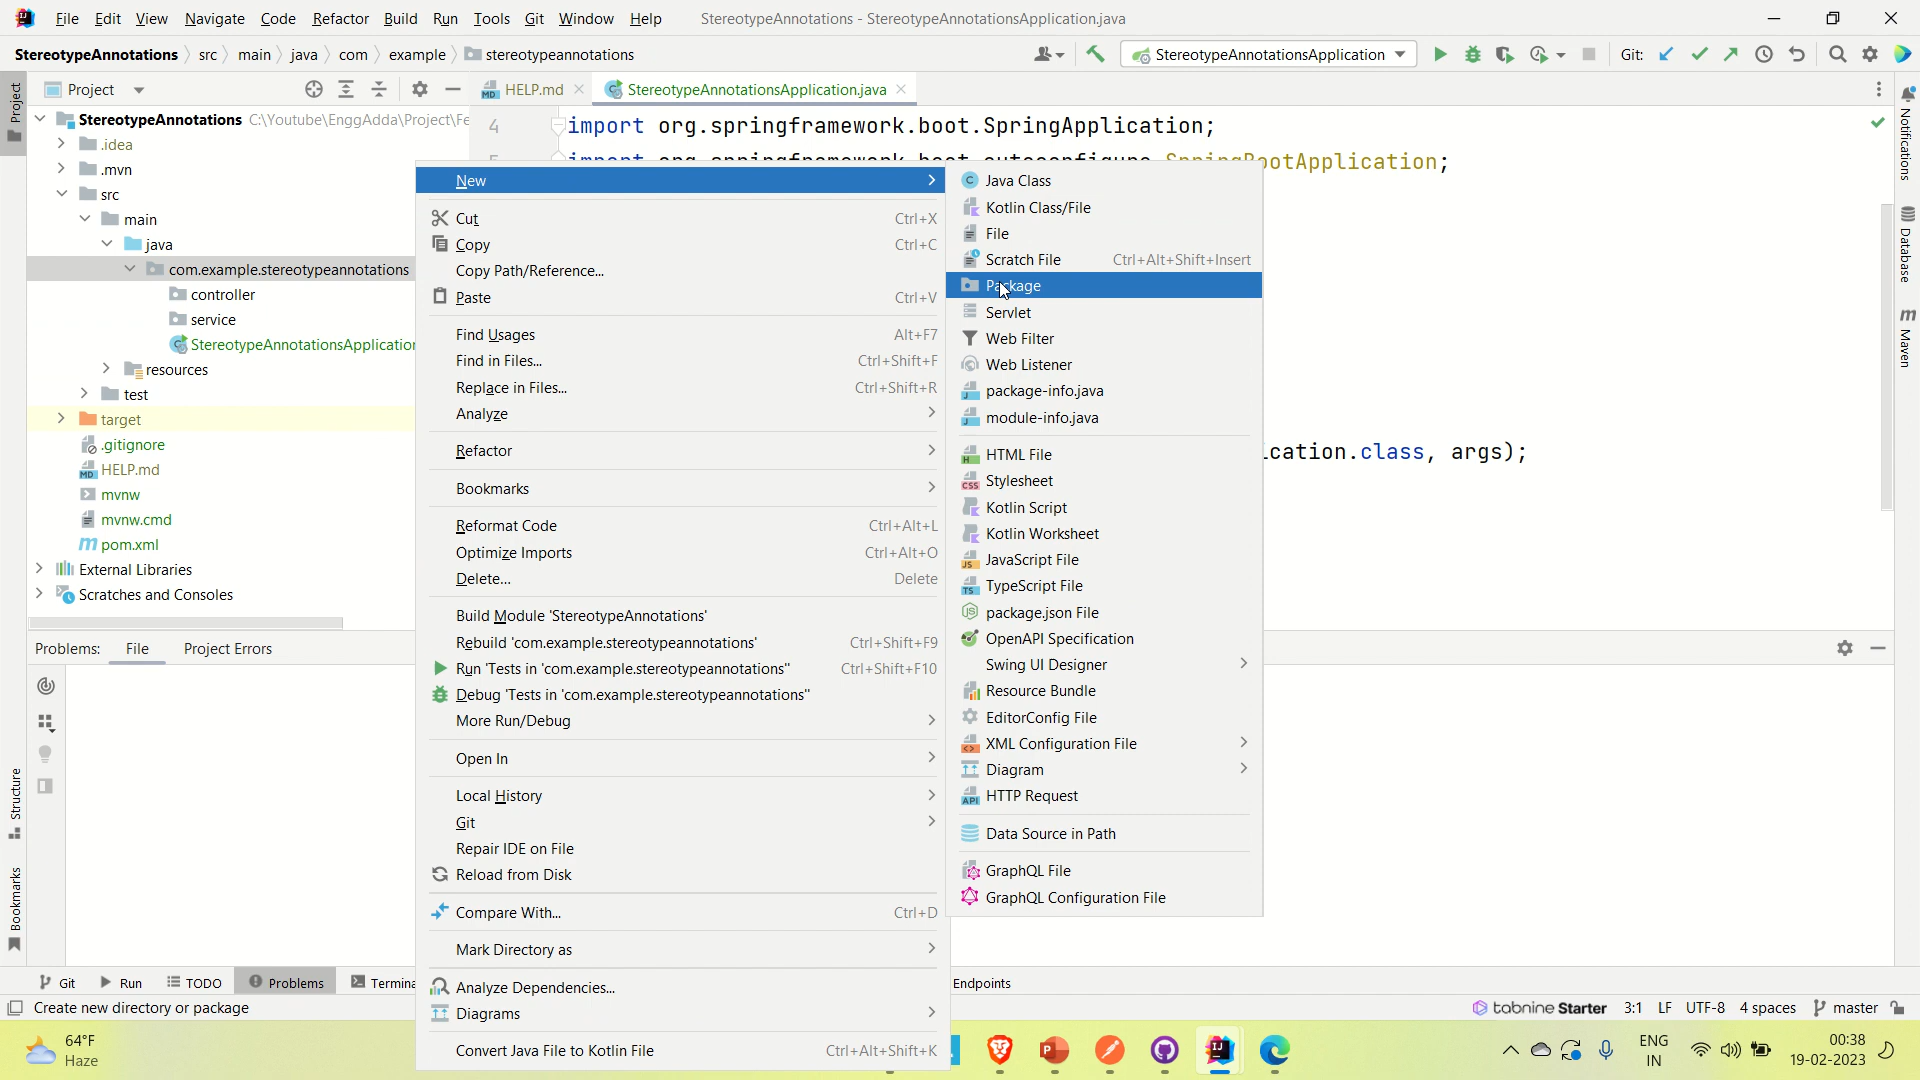 File Edit View Navigate Code Refactor Build Run Tools Git Window Help StereotypeAnnotations - StereotypeAnnotationsApplication.java
StereotypeAnnotations src main java com example stereotypeannotations StereotypeAnnotationsApplication Git:
Project HELP.md StereotypeAnnotationsApplication.java
Project
StereotypeAnnotations C:\Youtube\EnggAdda\Project\Fe
.idea
.mvn
src
main
java
com.example.stereotypeannotations
controller
service
StereotypeAnnotationsApplication
resources
test
target
.gitignore
HELP.md
mvnw
mvnw.cmd
pom.xml
External Libraries
Scratches and Consoles
4 import org.springframework.boot.SpringApplication;
SpringBootApplication;
ication.class, args);
New
Cut Ctrl+X
Copy Ctrl+C
Copy Path/Reference...
Paste Ctrl+V
Find Usages Alt+F7
Find in Files... Ctrl+Shift+F
Replace in Files... Ctrl+Shift+R
Analyze
Refactor
Bookmarks
Reformat Code Ctrl+Alt+L
Optimize Imports Ctrl+Alt+O
Delete... Delete
Build Module 'StereotypeAnnotations'
Rebuild 'com.example.stereotypeannotations' Ctrl+Shift+F9
Run 'Tests in 'com.example.stereotypeannotations'' Ctrl+Shift+F10
Debug 'Tests in 'com.example.stereotypeannotations''
More Run/Debug
Open In
Local History
Git
Repair IDE on File
Reload from Disk
Compare With... Ctrl+D
Mark Directory as
Analyze Dependencies...
Diagrams
Convert Java File to Kotlin File Ctrl+Alt+Shift+K
Java Class
Kotlin Class/File
File
Scratch File Ctrl+Alt+Shift+Insert
Package
Servlet
Web Filter
Web Listener
package-info.java
module-info.java
HTML File
Stylesheet
Kotlin Script
Kotlin Worksheet
JavaScript File
TypeScript File
package.json File
OpenAPI Specification
Swing UI Designer
Resource Bundle
EditorConfig File
XML Configuration File
Diagram
HTTP Request
Data Source in Path
GraphQL File
GraphQL Configuration File
Notifications
Database
Maven
Problems: File Project Errors
Structure
Bookmarks
Git Run TODO Problems Termina Endpoints
Create new directory or package tabnine Starter 3:1 LF UTF-8 4 spaces master
64°F
Haze
ENG
IN
00:38
19-02-2023